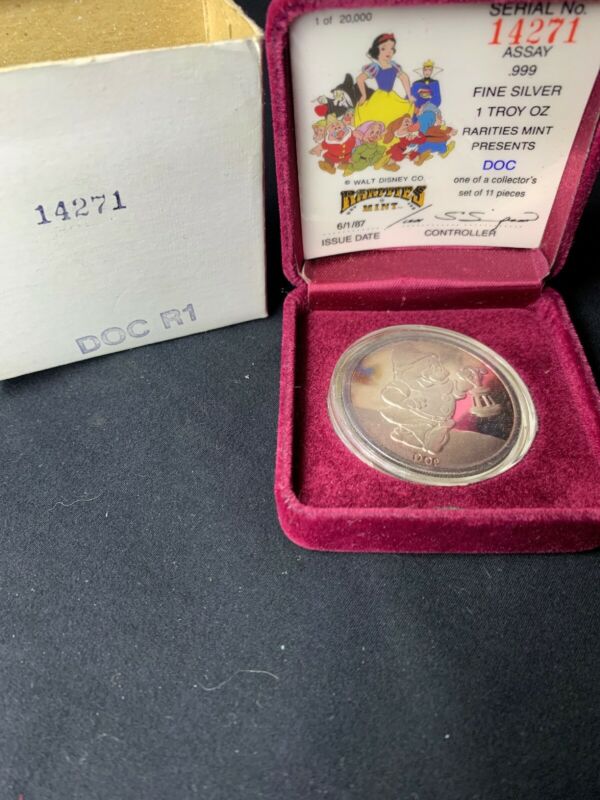 14271
DOC R1
1 of 20,000
SERIAL No.
14271
ASSAY
.999
FINE SILVER
1 TROY OZ
RARITIES MINT
PRESENTS
DOC
one of a collector's
set of 11 pieces
© WALT DISNEY CO.
RARITIES
MINT
6/1/87
ISSUE DATE
CONTROLLER